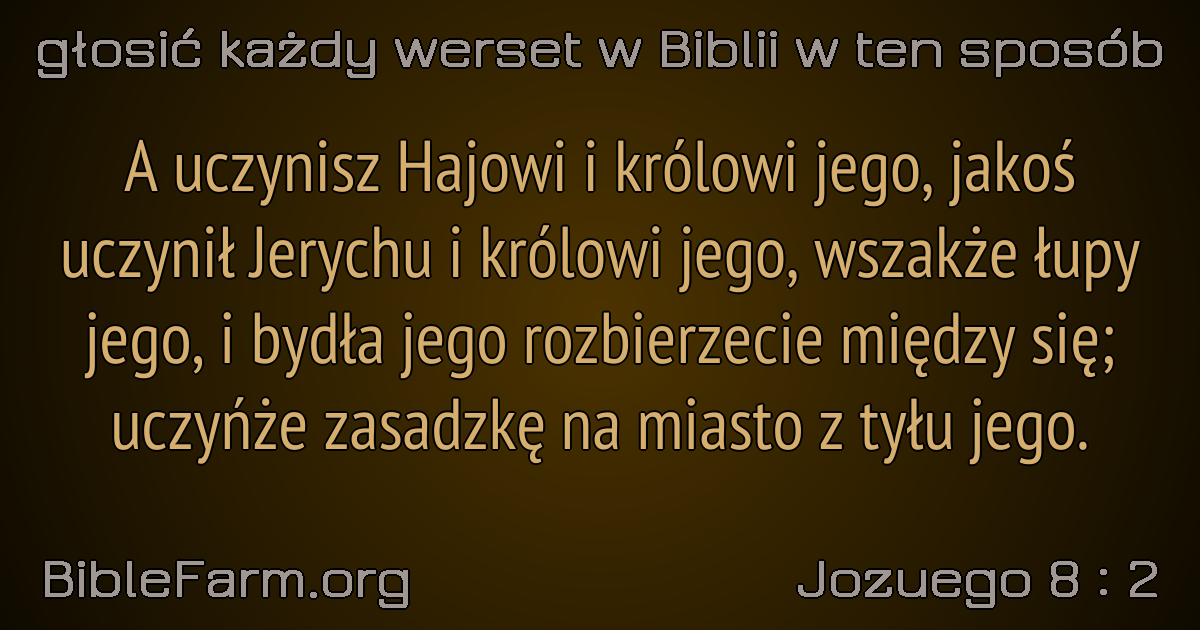 głosić każdy werset w Biblii w ten sposób
A uczynisz Hajowi i królowi jego, jakoś
uczynił Jerychu i królowi jego, wszakże łupy
jego, i bydła jego rozbierzecie między się;
uczyńże zasadzkę na miasto z tyłu jego.
BibleFarm.org
Jozuego 8 : 2